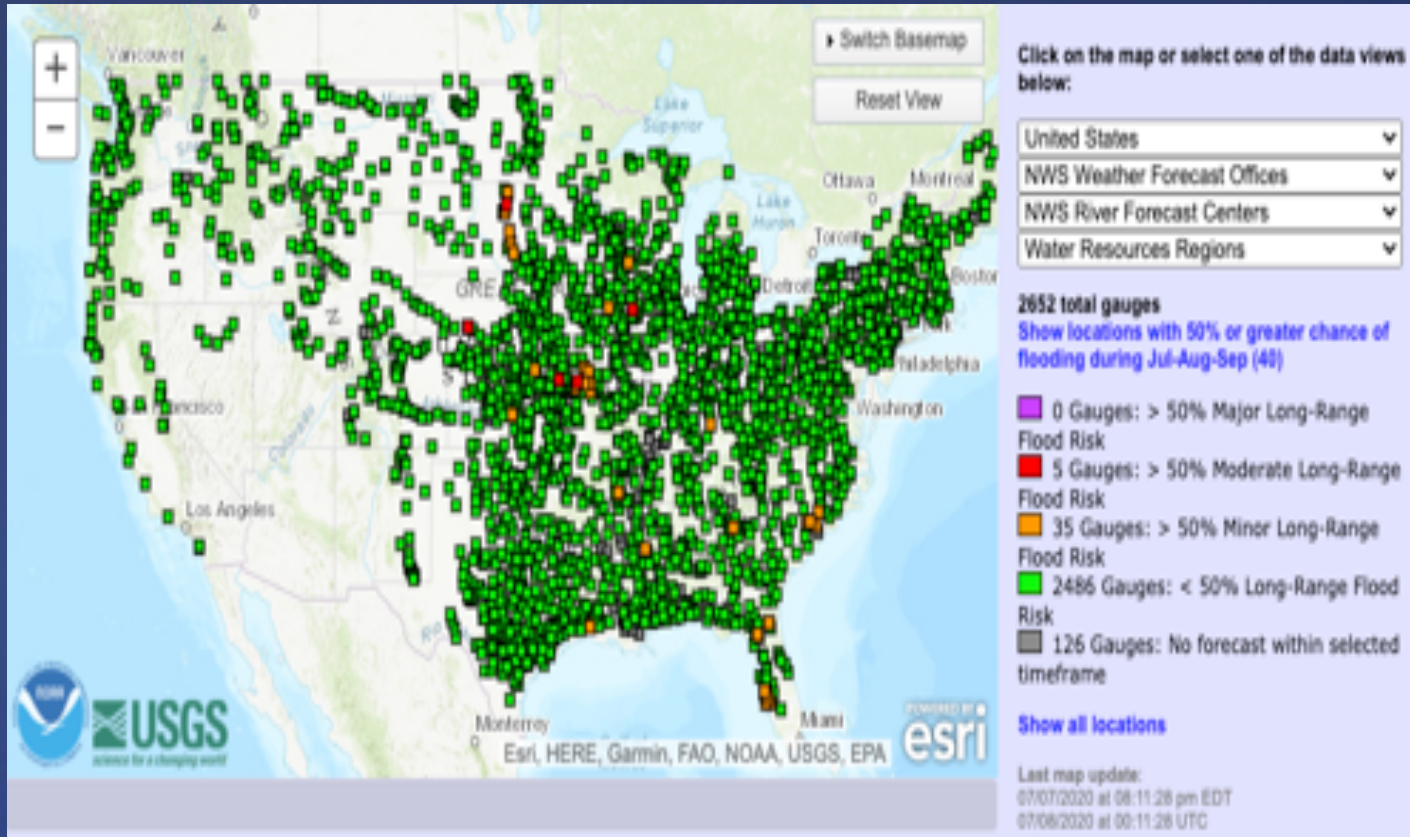 Vancouver
Lake
Superior
Ottawa
Montreal
Lake
Huron
Toronto
Detroit
Boston
GRE
Philadelphia
Washington
Colorado
Los Angeles
Monterrey
Miami
+
−
Switch Basemap
Reset View
NOAA
USGS
science for a changing world
POWERED BY
esri
Esri, HERE, Garmin, FAO, NOAA, USGS, EPA
Click on the map or select one of the data views
below:
United States
NWS Weather Forecast Offices
NWS River Forecast Centers
Water Resources Regions
2652 total gauges
Show locations with 50% or greater chance of
flooding during Jul-Aug-Sep (40)
0 Gauges: > 50% Major Long-Range
Flood Risk
5 Gauges: > 50% Moderate Long-Range
Flood Risk
35 Gauges: > 50% Minor Long-Range
Flood Risk
2486 Gauges: < 50% Long-Range Flood
Risk
126 Gauges: No forecast within selected
timeframe
Show all locations
Last map update:
07/07/2020 at 08:11:28 pm EDT
07/08/2020 at 00:11:28 UTC